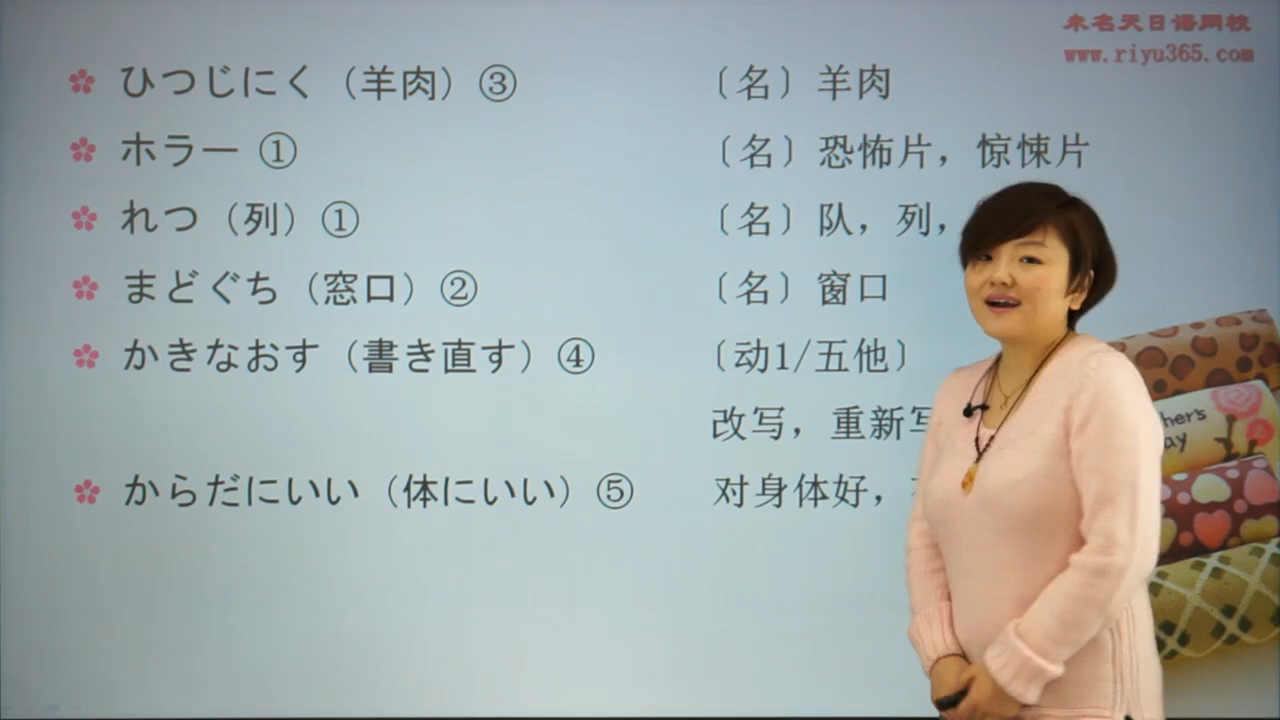 未名天日语网校
www.riyu365.com
ひつじにく（羊肉）③ 〔名〕羊肉
ホラー ① 〔名〕恐怖片，惊悚片
れつ（列）① 〔名〕队，列，
まどぐち（窓口）② 〔名〕窗口
かきなおす（書き直す）④ 〔动1/五他〕
改写，重新写
からだにいい（体にいい）⑤ 对身体好，
her's
ay